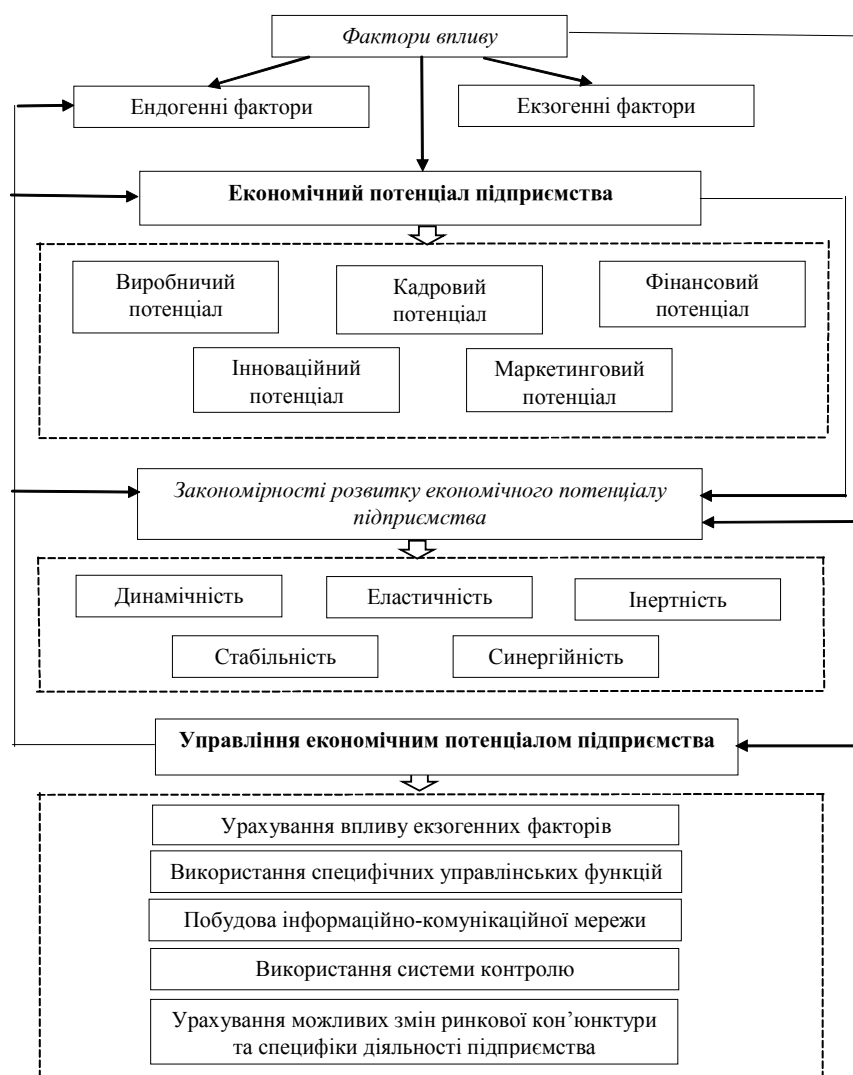 Фактори впливу
Ендогенні фактори
Екзогенні фактори
Економічний потенціал підприємства
Виробничий
потенціал
Кадровий
потенціал
Фінансовий
потенціал
Інноваційний
потенціал
Маркетинговий
потенціал
Закономірності розвитку економічного потенціалу
підприємства
Динамічність
Еластичність
Інертність
Стабільність
Синергійність
Управління економічним потенціалом підприємства
Урахування впливу екзогенних факторів
Використання специфічних управлінських функцій
Побудова інформаційно-комунікаційної мережи
Використання системи контролю
Урахування можливих змін ринкової кон’юнктури
та специфіки діяльності підприємства